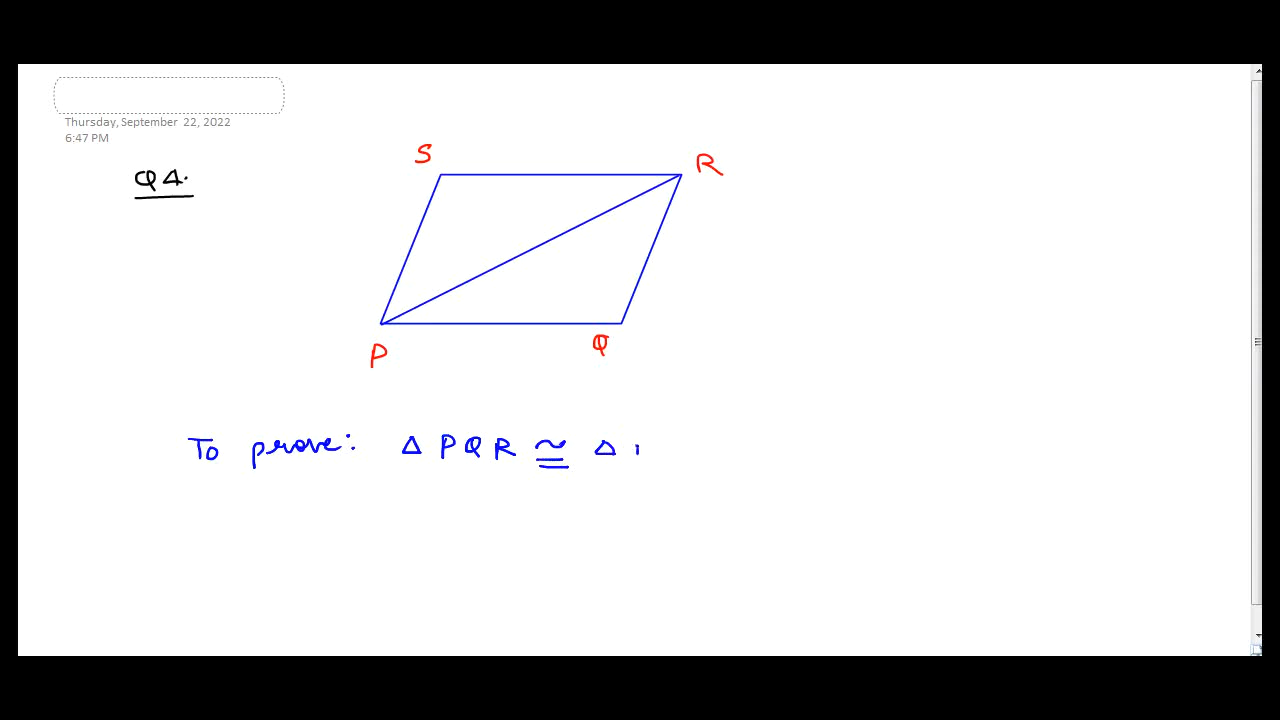 Thursday, September 22, 2022
6:47 PM
Q4.
S
R
P
Q
To prove: Δ PQR ≅ Δ